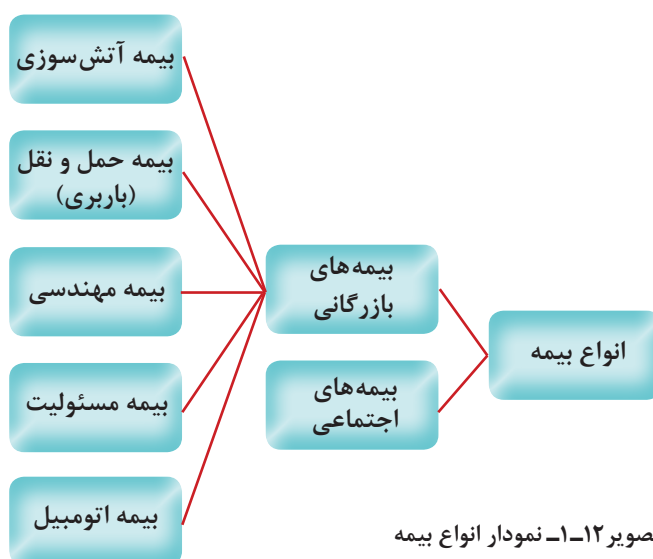 انواع بیمه
بیمه‌های
بازرگانی
بیمه‌های
اجتماعی
بیمه آتش‌سوزی
بیمه حمل و نقل
(باربری)
بیمه مهندسی
بیمه مسئولیت
بیمه اتومبیل
صویر۱۲ـ۱ـ نمودار انواع بیمه